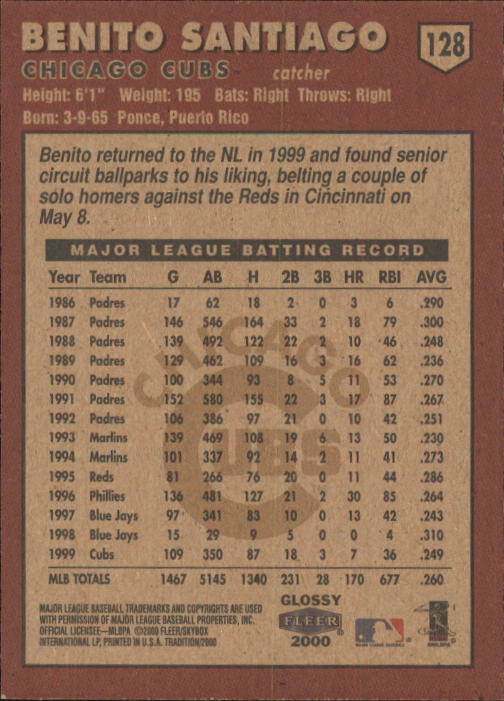 BENITO SANTIAGO
128
CHICAGO CUBS™ catcher
Height: 6'1" Weight: 195 Bats: Right Throws: Right
Born: 3-9-65 Ponce, Puerto Rico
Benito returned to the NL in 1999 and found senior
circuit ballparks to his liking, belting a couple of
solo homers against the Reds in Cincinnati on
May 8.
MAJOR LEAGUE BATTING RECORD
Year Team G AB H 2B 3B HR RBI AVG
1986 Padres 17 62 18 2 0 3 6 .290
1987 Padres 146 546 164 33 2 18 79 .300
1988 Padres 139 492 122 22 2 10 46 .248
1989 Padres 129 462 109 16 3 16 62 .236
1990 Padres 100 344 93 8 5 11 53 .270
1991 Padres 152 580 155 22 3 17 87 .267
1992 Padres 106 386 97 21 0 10 42 .251
1993 Marlins 139 469 108 19 6 13 50 .230
1994 Marlins 101 337 92 14 2 11 41 .273
1995 Reds 81 266 76 20 0 11 44 .286
1996 Phillies 136 481 127 21 2 30 85 .264
1997 Blue Jays 97 341 83 10 0 13 42 .243
1998 Blue Jays 15 29 9 5 0 0 4 .310
1999 Cubs 109 350 87 18 3 7 36 .249
MLB TOTALS 1467 5145 1340 231 28 170 677 .260
CHICAGO
CUBS
MAJOR LEAGUE BASEBALL TRADEMARKS AND COPYRIGHTS ARE USED
WITH PERMISSION OF MAJOR LEAGUE BASEBALL PROPERTIES, INC.
OFFICIAL LICENSEE—MLBPA ©2000 FLEER/SKYBOX
INTERNATIONAL LP, PRINTED IN U.S.A. TRADITION/2000
GLOSSY
FLEER
2000